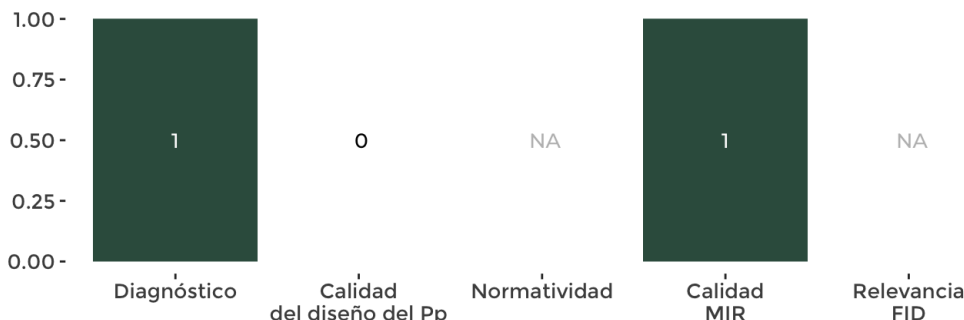 1.00
0.75
0.50
0.25
0.00
1
0
NA
1
NA
Diagnóstico
Calidad
del diseño del Pp
Normatividad
Calidad
MIR
Relevancia
FID